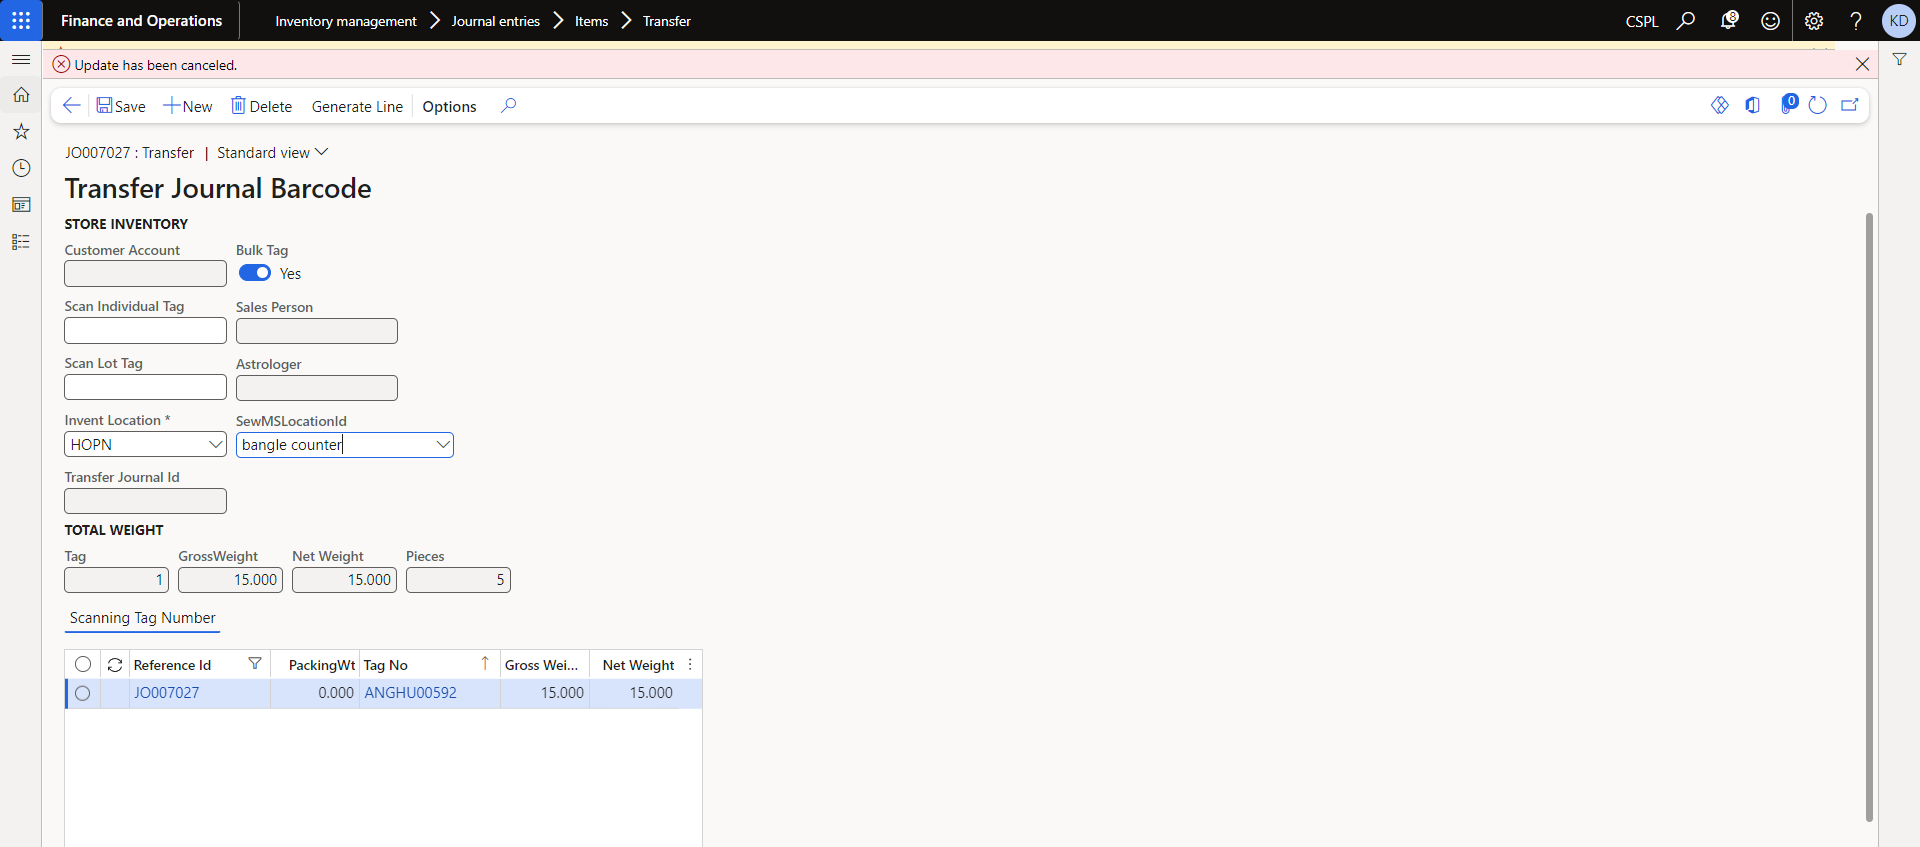 Finance and Operations
Inventory management > Journal entries > Items > Transfer
CSPL
8
?
KD
Update has been canceled.
Save
New
Delete
Generate Line
Options
0
JO007027 : Transfer | Standard view
Transfer Journal Barcode
STORE INVENTORY
Customer Account
Bulk Tag
Yes
Scan Individual Tag
Sales Person
Scan Lot Tag
Astrologer
Invent Location *
SewMSLocationId
HOPN
bangle counter
Transfer Journal Id
TOTAL WEIGHT
Tag GrossWeight Net Weight Pieces
1 15.000 15.000 5
Scanning Tag Number
Reference Id PackingWt Tag No Gross Wei... Net Weight
JO007027 0.000 ANGHU00592 15.000 15.000